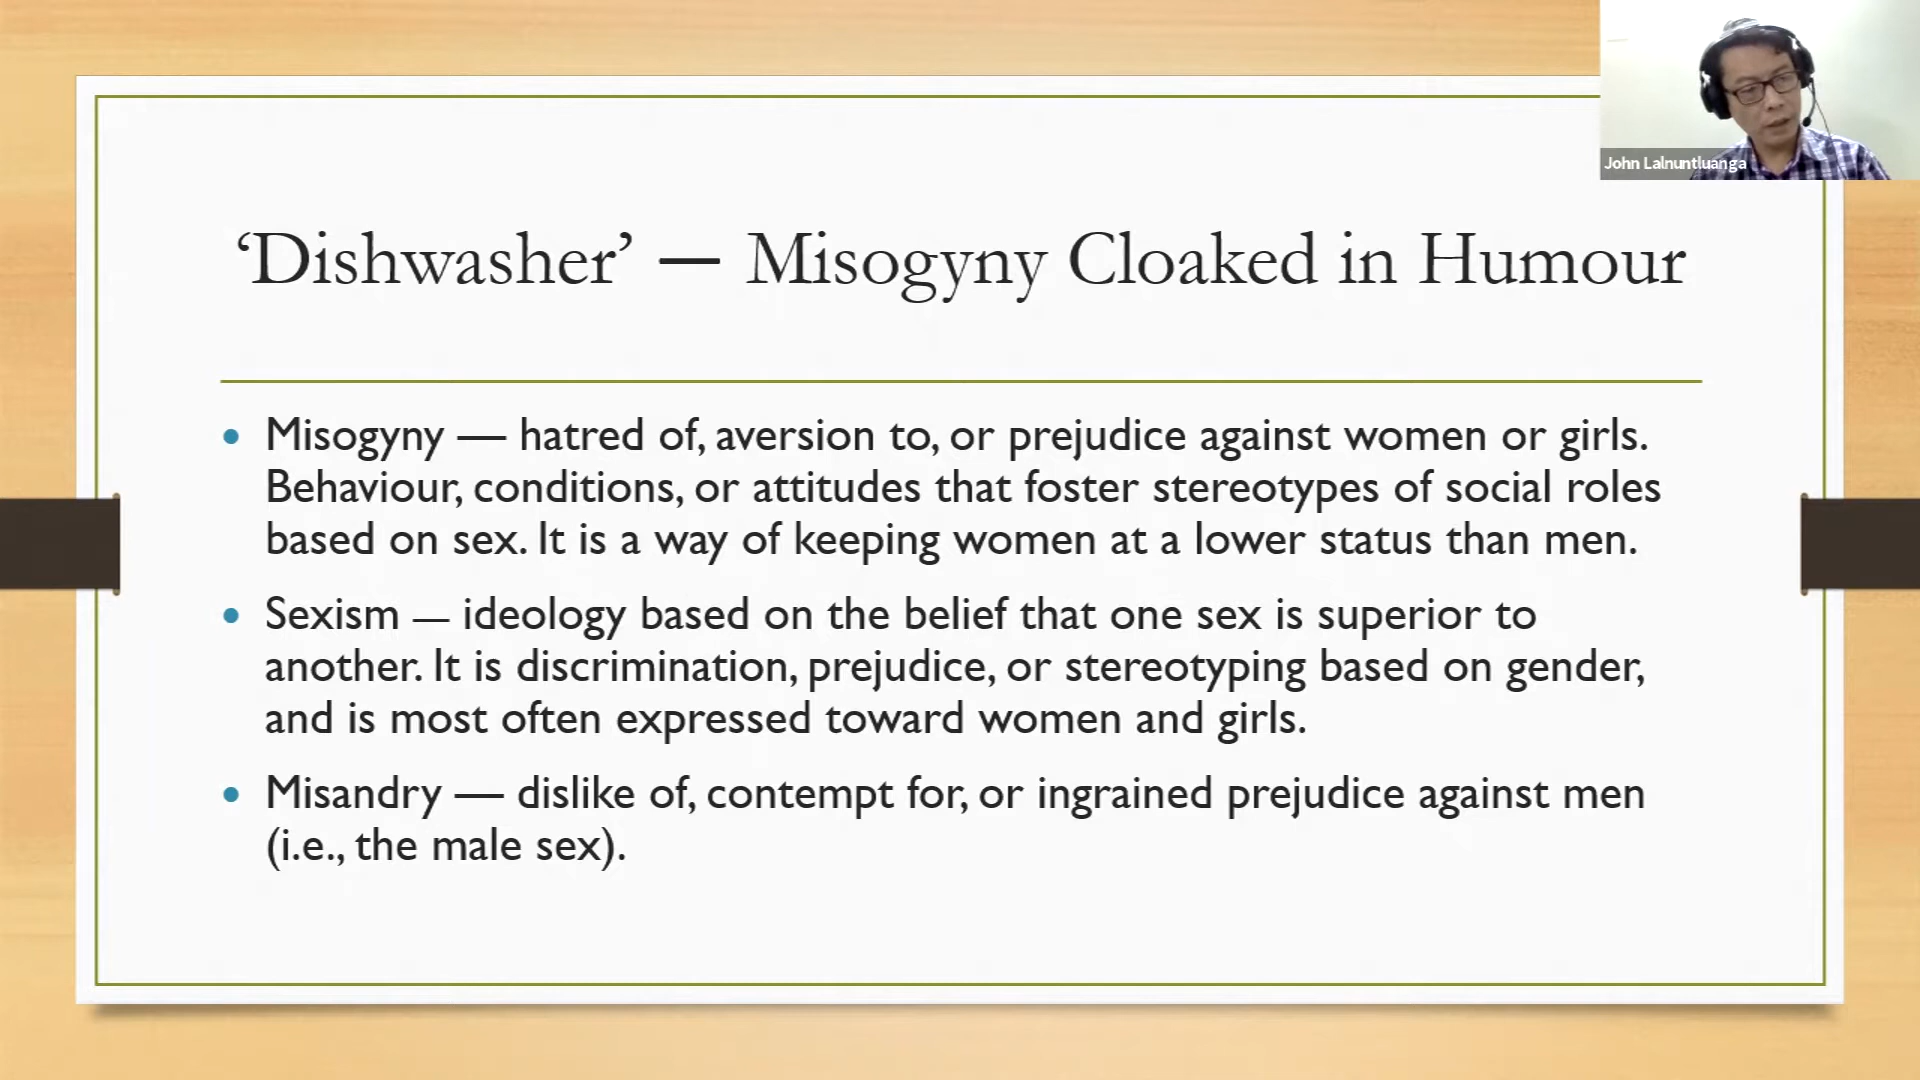 John Lalnuntluanga
‘Dishwasher’ — Misogyny Cloaked in Humour
• Misogyny — hatred of, aversion to, or prejudice against women or girls.
Behaviour, conditions, or attitudes that foster stereotypes of social roles
based on sex. It is a way of keeping women at a lower status than men.
• Sexism — ideology based on the belief that one sex is superior to
another. It is discrimination, prejudice, or stereotyping based on gender,
and is most often expressed toward women and girls.
• Misandry — dislike of, contempt for, or ingrained prejudice against men
(i.e., the male sex).